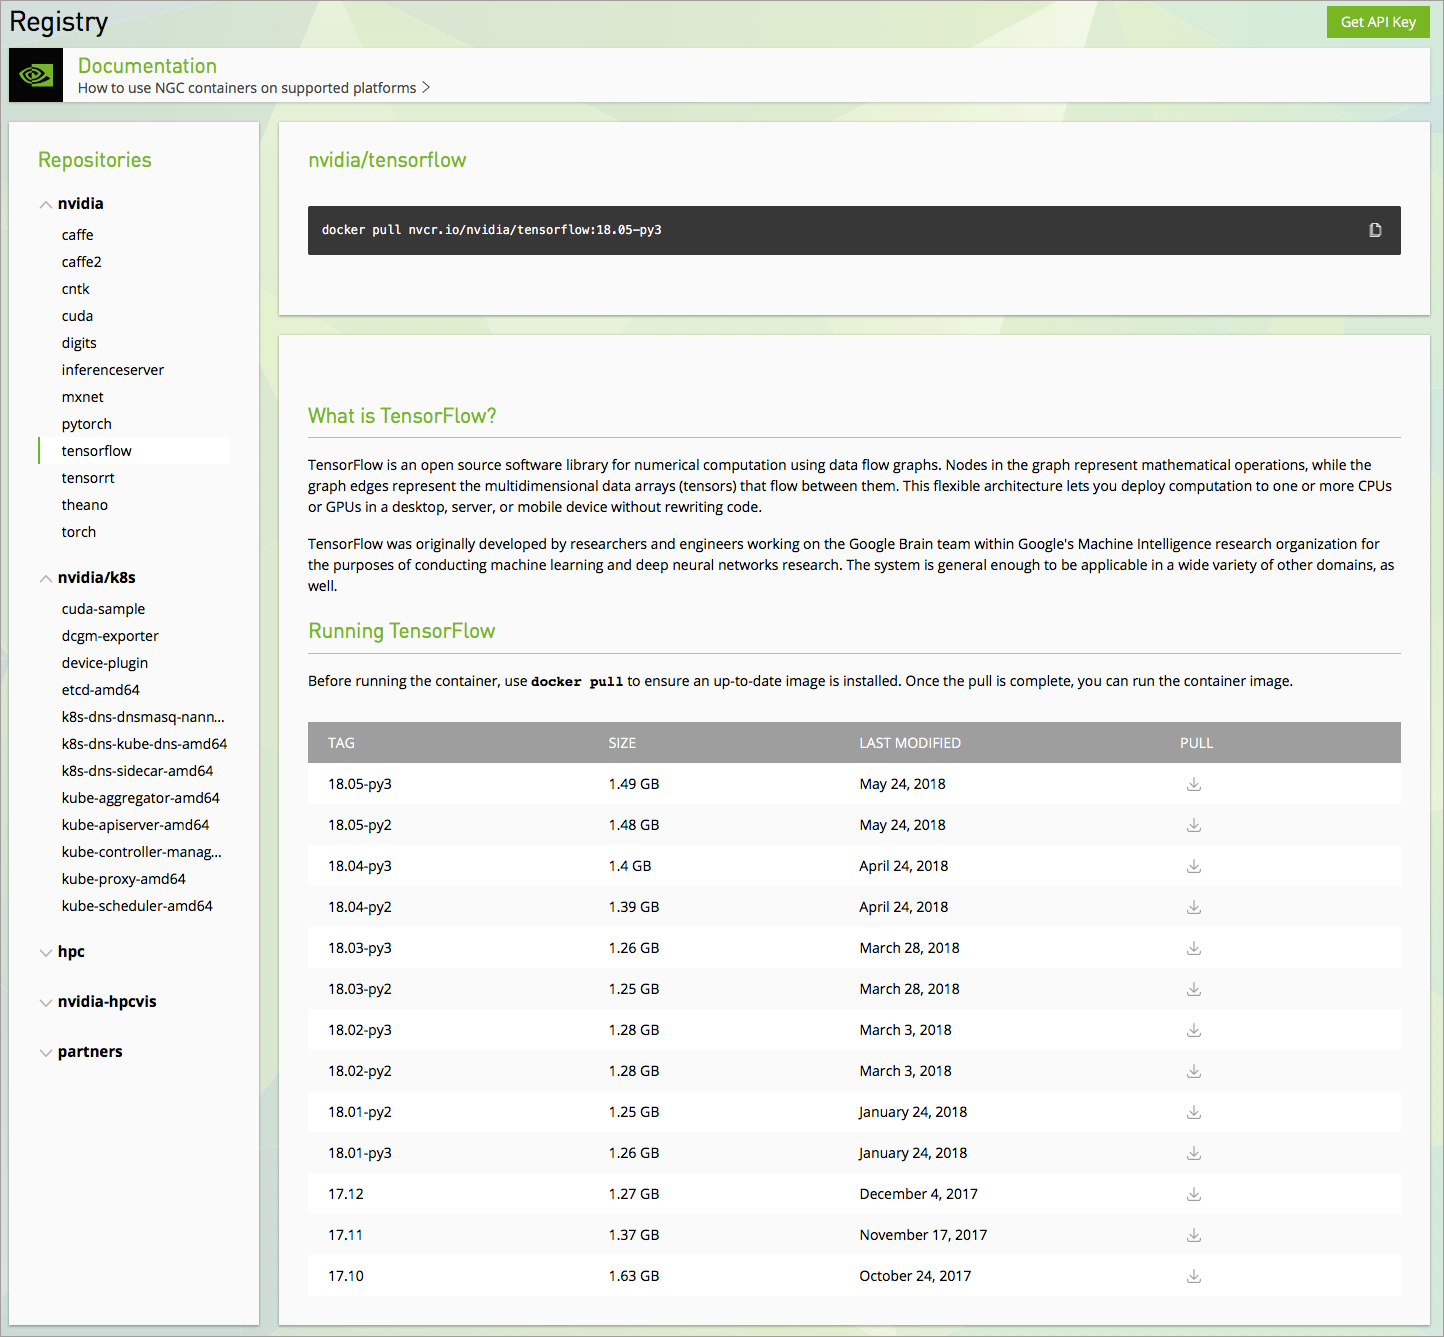 Registry
Get API Key
Documentation
How to use NGC containers on supported platforms
Repositories
nvidia
caffe
caffe2
cntk
cuda
digits
inferenceserver
mxnet
pytorch
tensorflow
tensorrt
theano
torch
nvidia/k8s
cuda-sample
dcgm-exporter
device-plugin
etcd-amd64
k8s-dns-dnsmasq-nann...
k8s-dns-kube-dns-amd64
k8s-dns-sidecar-amd64
kube-aggregator-amd64
kube-apiserver-amd64
kube-controller-manag...
kube-proxy-amd64
kube-scheduler-amd64
hpc
nvidia-hpcvis
partners
nvidia/tensorflow
docker pull nvcr.io/nvidia/tensorflow:18.05-py3
What is TensorFlow?
TensorFlow is an open source software library for numerical computation using data flow graphs. Nodes in the graph represent mathematical operations, while the
graph edges represent the multidimensional data arrays (tensors) that flow between them. This flexible architecture lets you deploy computation to one or more CPUs
or GPUs in a desktop, server, or mobile device without rewriting code.
TensorFlow was originally developed by researchers and engineers working on the Google Brain team within Google's Machine Intelligence research organization for
the purposes of conducting machine learning and deep neural networks research. The system is general enough to be applicable in a wide variety of other domains, as
well.
Running TensorFlow
Before running the container, use docker pull to ensure an up-to-date image is installed. Once the pull is complete, you can run the container image.
TAG SIZE LAST MODIFIED PULL
18.05-py3 1.49 GB May 24, 2018
18.05-py2 1.48 GB May 24, 2018
18.04-py3 1.4 GB April 24, 2018
18.04-py2 1.39 GB April 24, 2018
18.03-py3 1.26 GB March 28, 2018
18.03-py2 1.25 GB March 28, 2018
18.02-py3 1.28 GB March 3, 2018
18.02-py2 1.28 GB March 3, 2018
18.01-py2 1.25 GB January 24, 2018
18.01-py3 1.26 GB January 24, 2018
17.12 1.27 GB December 4, 2017
17.11 1.37 GB November 17, 2017
17.10 1.63 GB October 24, 2017